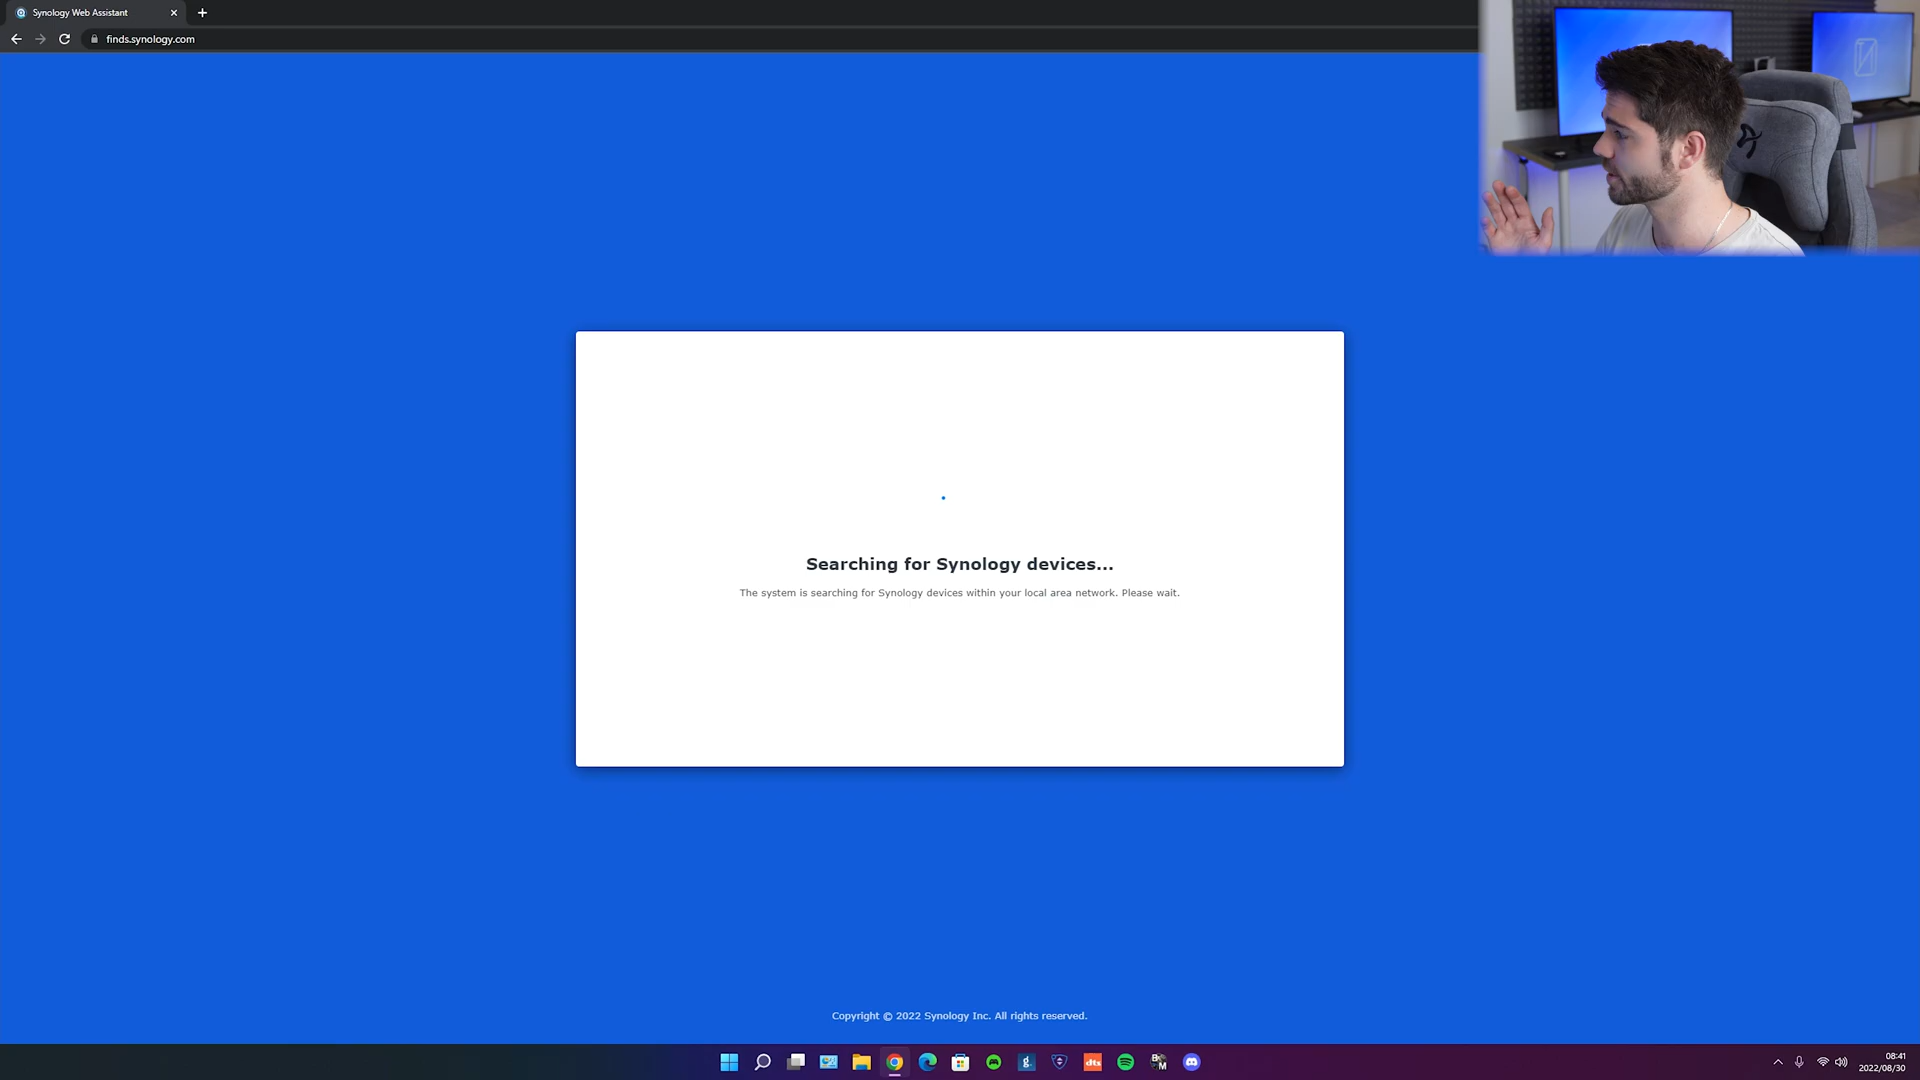 Synology Web Assistant
finds.synology.com
Searching for Synology devices...
The system is searching for Synology devices within your local area network. Please wait.
Copyright © 2022 Synology Inc. All rights reserved.
g.
dts
08:41
2022/08/30